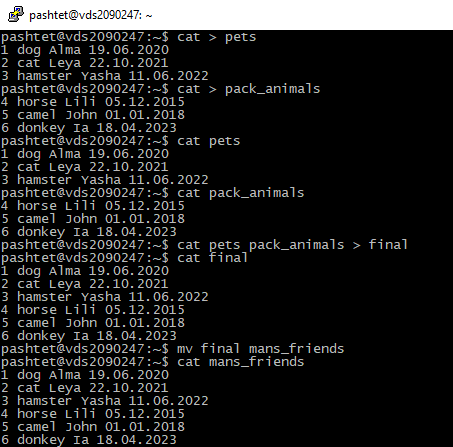 pashtet@vds2090247: ~
pashtet@vds2090247:~$ cat > pets
1 dog Alma 19.06.2020
2 cat Leya 22.10.2021
3 hamster Yasha 11.06.2022
pashtet@vds2090247:~$ cat > pack_animals
4 horse Lili 05.12.2015
5 camel John 01.01.2018
6 donkey Ia 18.04.2023
pashtet@vds2090247:~$ cat pets
1 dog Alma 19.06.2020
2 cat Leya 22.10.2021
3 hamster Yasha 11.06.2022
pashtet@vds2090247:~$ cat pack_animals
4 horse Lili 05.12.2015
5 camel John 01.01.2018
6 donkey Ia 18.04.2023
pashtet@vds2090247:~$ cat pets pack_animals > final
pashtet@vds2090247:~$ cat final
1 dog Alma 19.06.2020
2 cat Leya 22.10.2021
3 hamster Yasha 11.06.2022
4 horse Lili 05.12.2015
5 camel John 01.01.2018
6 donkey Ia 18.04.2023
pashtet@vds2090247:~$ mv final mans_friends
pashtet@vds2090247:~$ cat mans_friends
1 dog Alma 19.06.2020
2 cat Leya 22.10.2021
3 hamster Yasha 11.06.2022
4 horse Lili 05.12.2015
5 camel John 01.01.2018
6 donkey Ia 18.04.2023